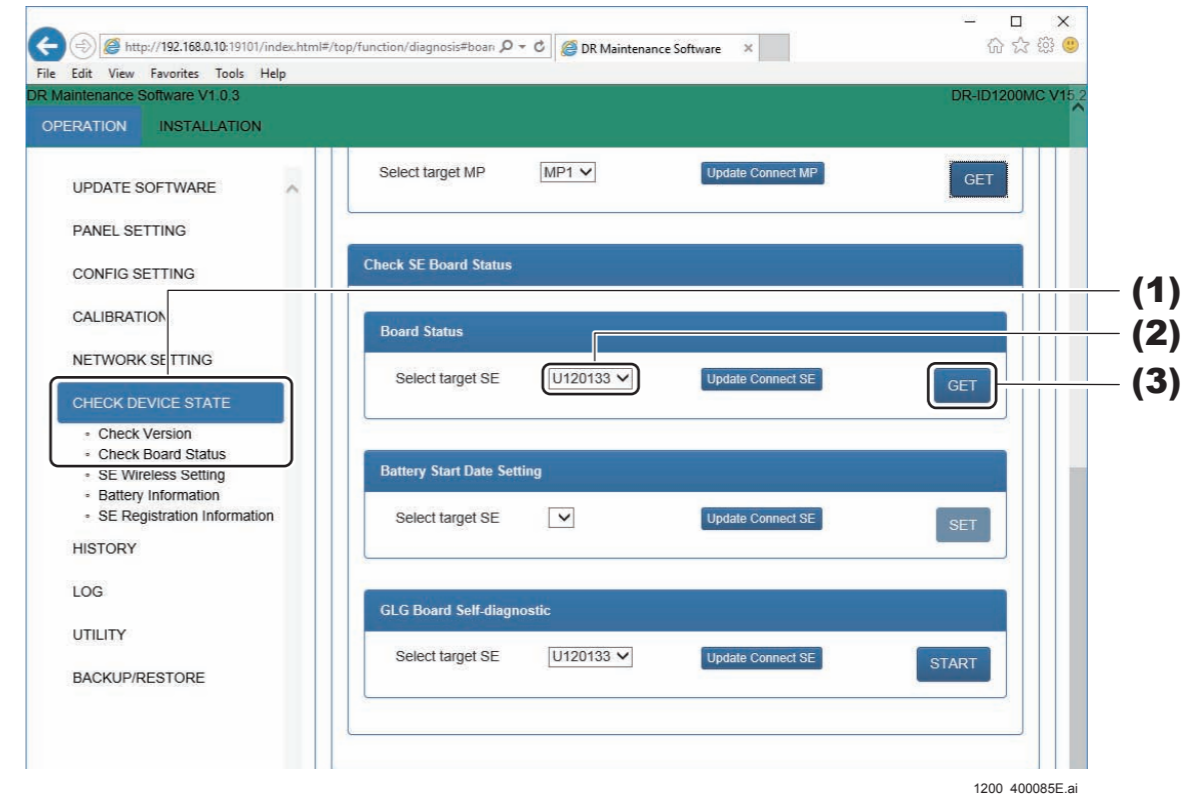 http://192.168.0.10:19101/index.html#/top/function/diagnosis#boar
DR Maintenance Software
File Edit View Favorites Tools Help
DR Maintenance Software V1.0.3 DR-ID1200MC V15.2
OPERATION INSTALLATION
Select target MP MP1 Update Connect MP GET
UPDATE SOFTWARE
PANEL SETTING
CONFIG SETTING
CALIBRATION
NETWORK SETTING
CHECK DEVICE STATE
Check Version
Check Board Status
SE Wireless Setting
Battery Information
SE Registration Information
HISTORY
LOG
UTILITY
BACKUP/RESTORE
Check SE Board Status
Board Status
Select target SE U120133 Update Connect SE GET
Battery Start Date Setting
Select target SE Update Connect SE SET
GLG Board Self-diagnostic
Select target SE U120133 Update Connect SE START
(1)
(2)
(3)
1200_400085E.ai